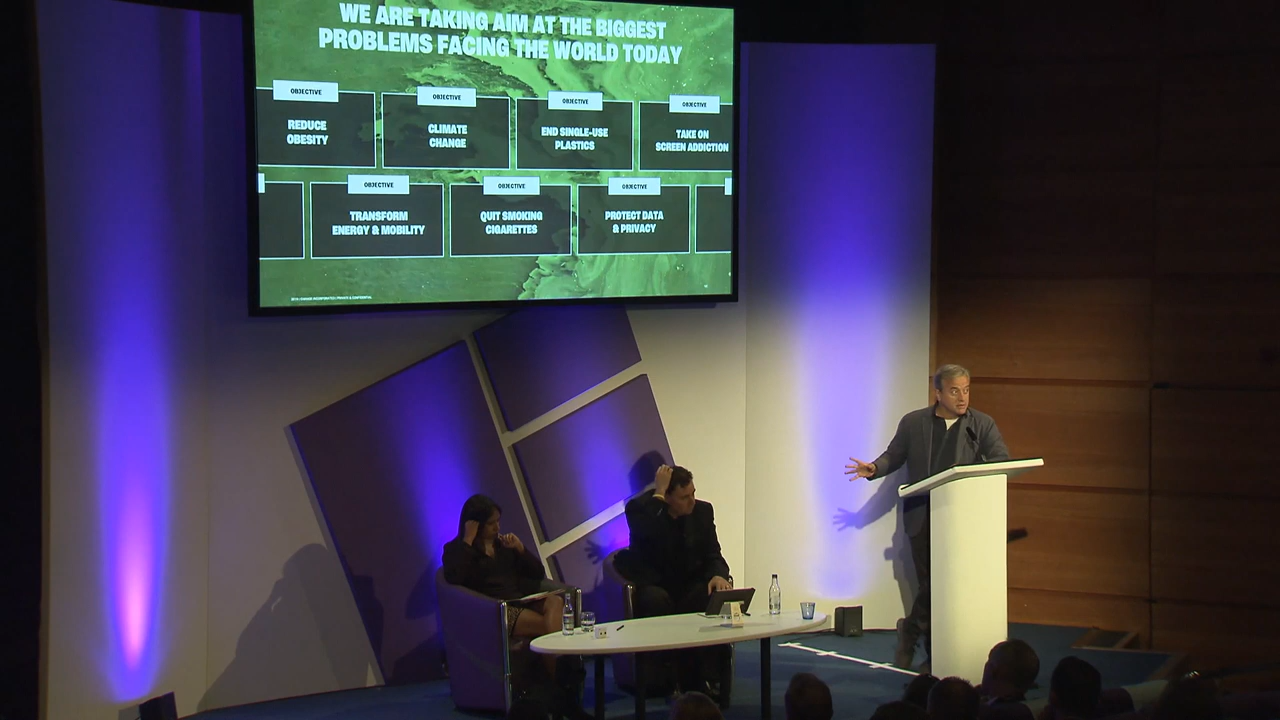 WE ARE TAKING AIM AT THE BIGGEST
PROBLEMS FACING THE WORLD TODAY
OBJECTIVE
REDUCE
OBESITY
OBJECTIVE
CLIMATE
CHANGE
OBJECTIVE
END SINGLE-USE
PLASTICS
OBJECTIVE
TAKE ON
SCREEN ADDICTION
OBJECTIVE
TRANSFORM
ENERGY & MOBILITY
OBJECTIVE
QUIT SMOKING
CIGARETTES
OBJECTIVE
PROTECT DATA
& PRIVACY